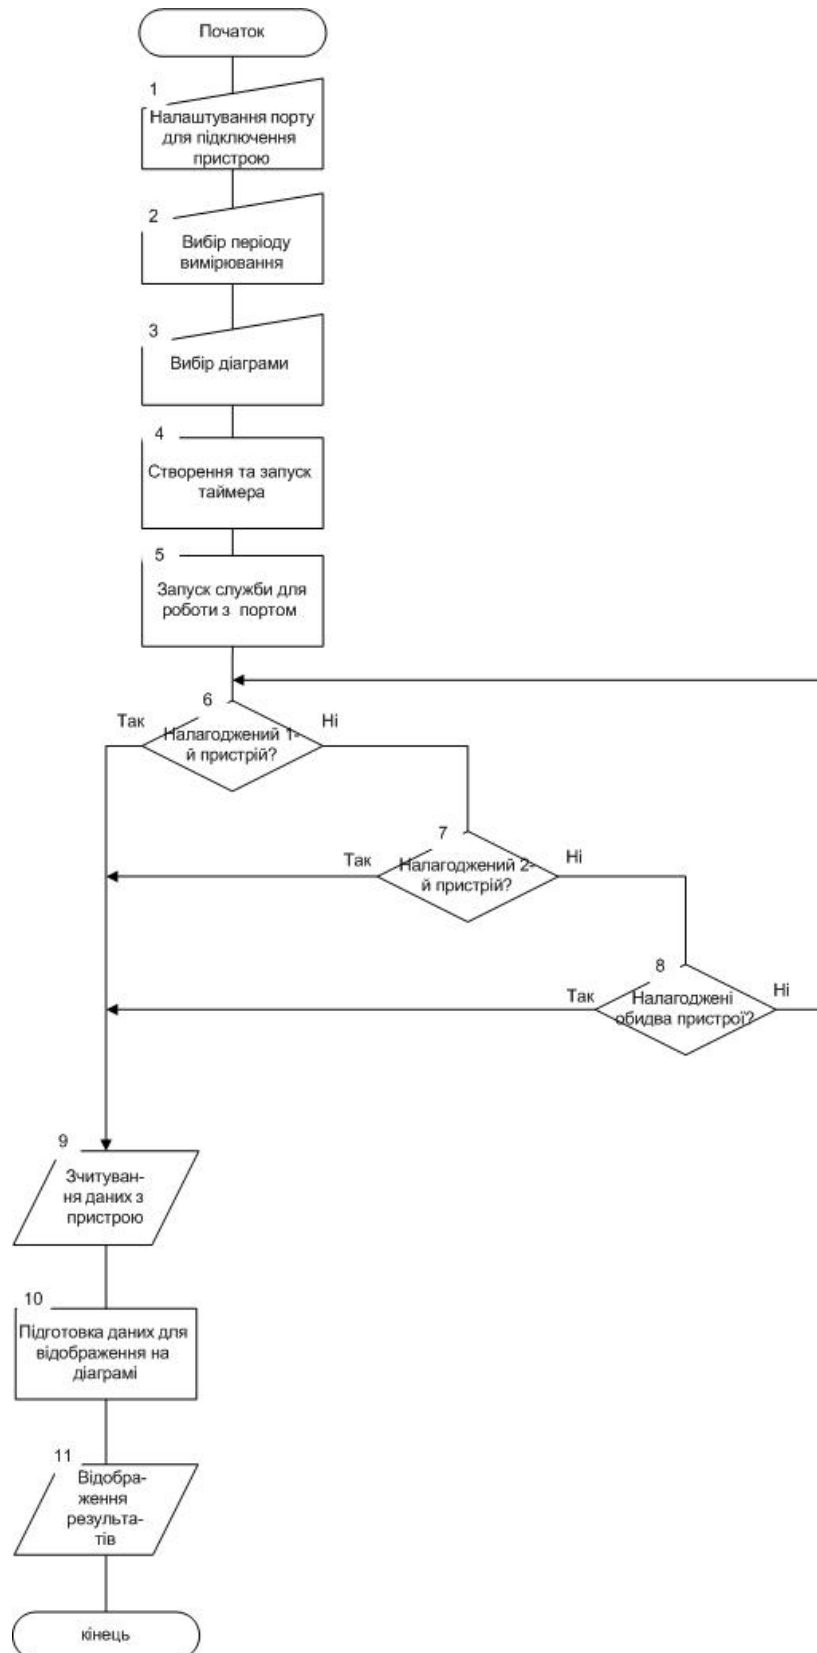 Початок
1
Налаштування порту
для підключення
пристрою
2
Вибір періоду
вимірювання
3
Вибір діаграми
4
Створення та запуск
таймера
5
Запуск служби для
роботи з портом
6
Так
Ні
Налагоджений 1-
й пристрій?
7
Так
Ні
Налагоджений 2-
й пристрій?
8
Так
Ні
Налагоджені
обидва пристрої?
9
Зчитуван-
ня даних з
пристрою
10
Підготовка даних для
відображення на
діаграмі
11
Відобра-
ження
результа-
тів
кінець